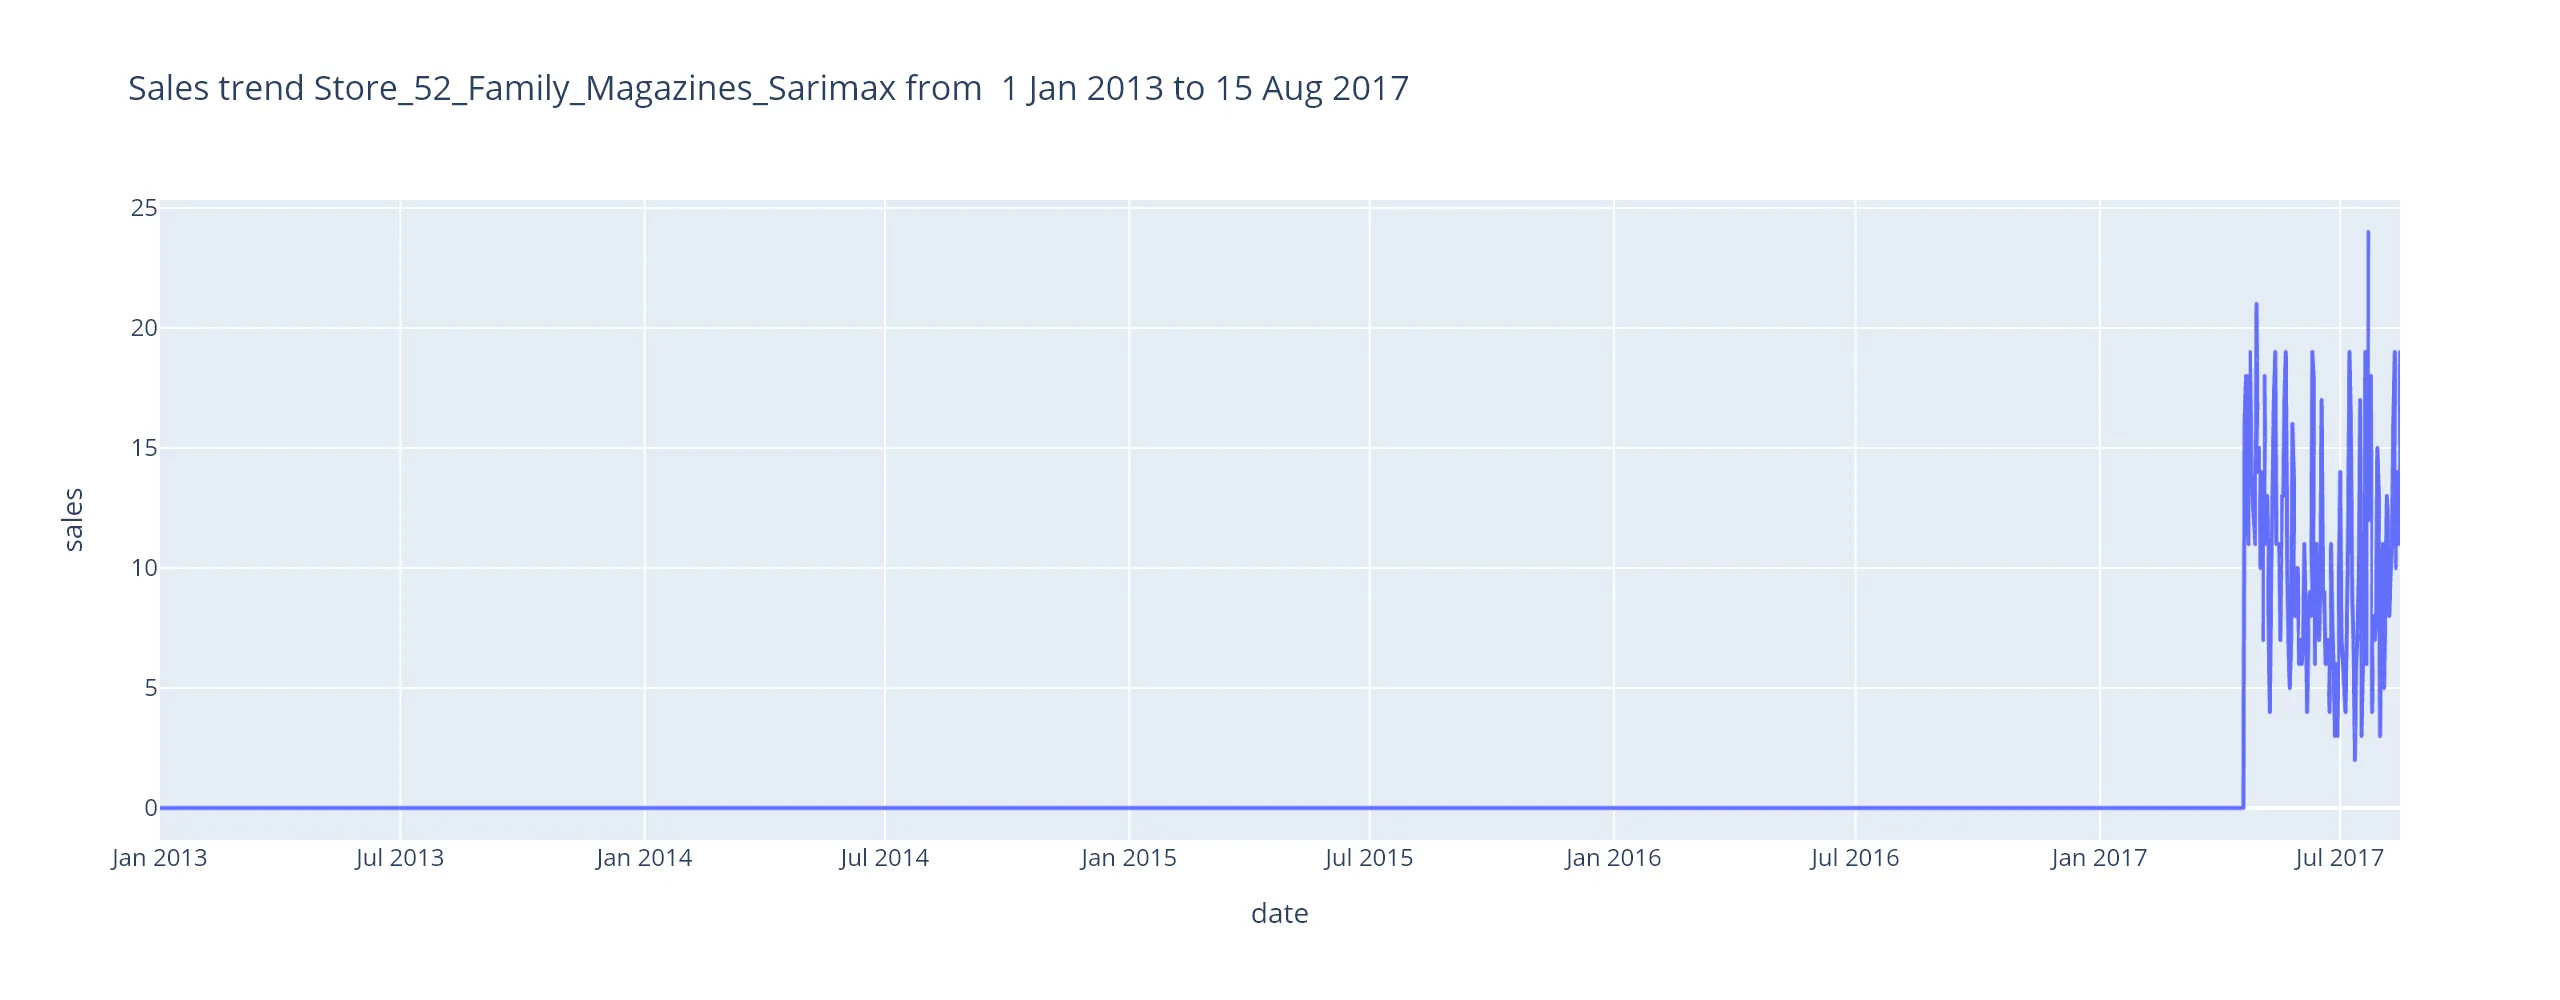 Sales trend Store_52_Family_Magazines_Sarimax from  1 Jan 2013 to 15 Aug 2017
25
20
15
10
5
0
sales
Jan 2013 Jul 2013 Jan 2014 Jul 2014 Jan 2015 Jul 2015 Jan 2016 Jul 2016 Jan 2017 Jul 2017
date